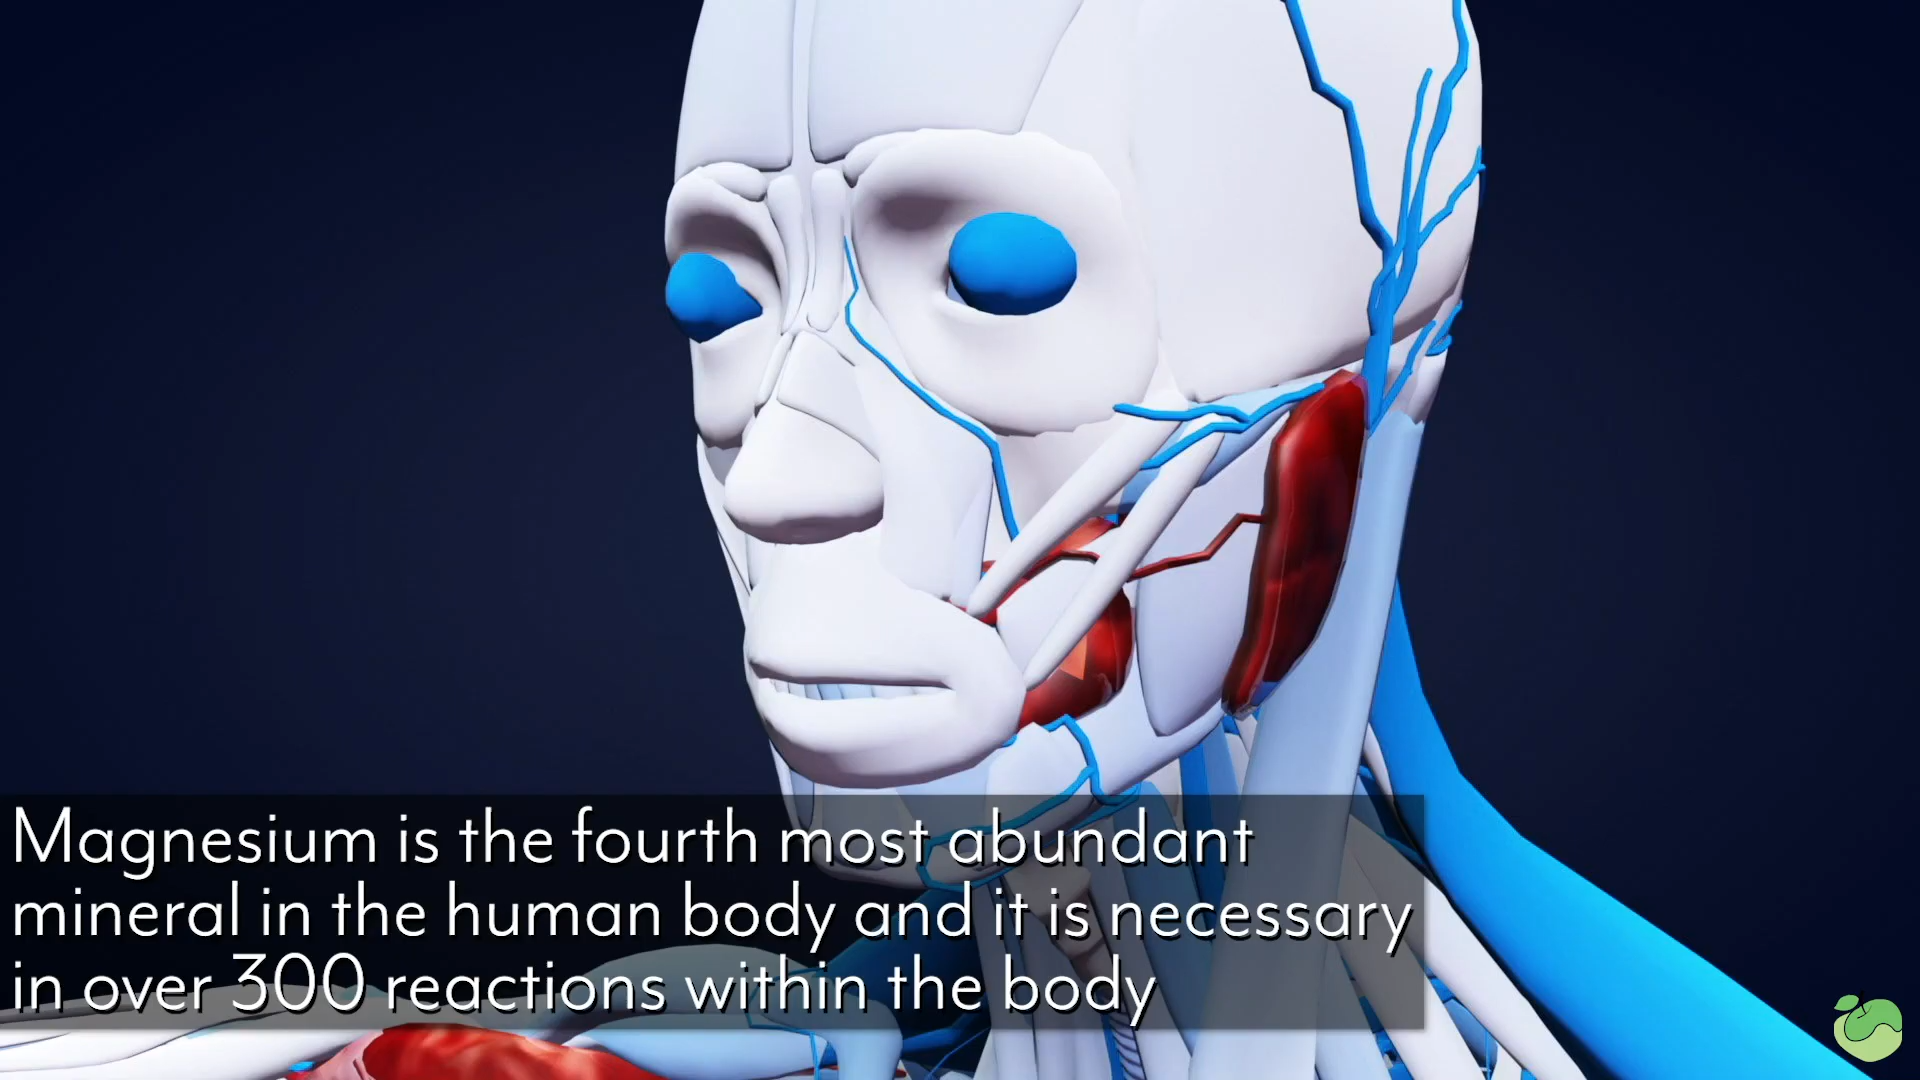 Magnesium is the fourth most abundant
mineral in the human body and it is necessary
in over 300 reactions within the body